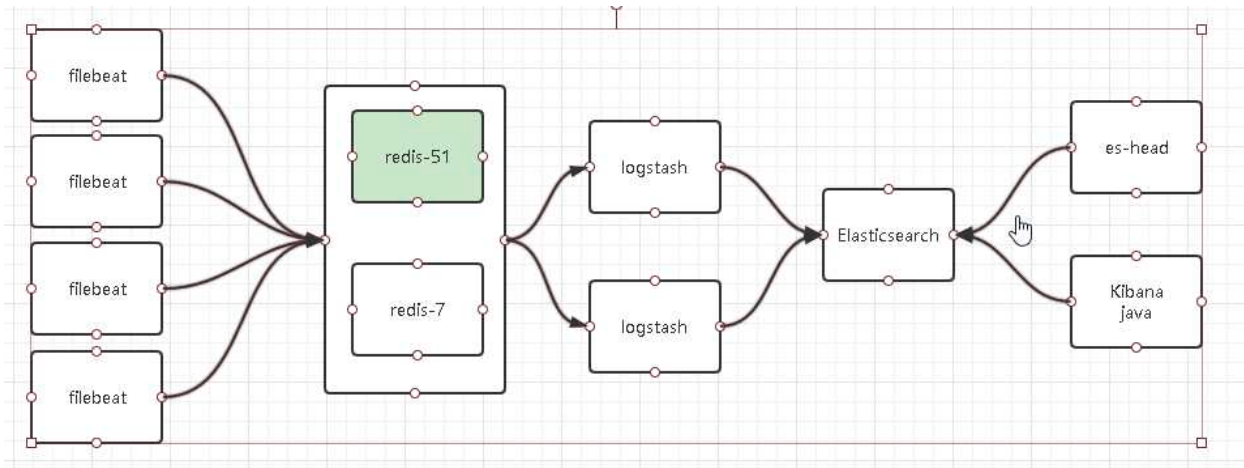 filebeat
filebeat
filebeat
filebeat
redis-51
redis-7
logstash
logstash
Elasticsearch
es-head
Kibana
java